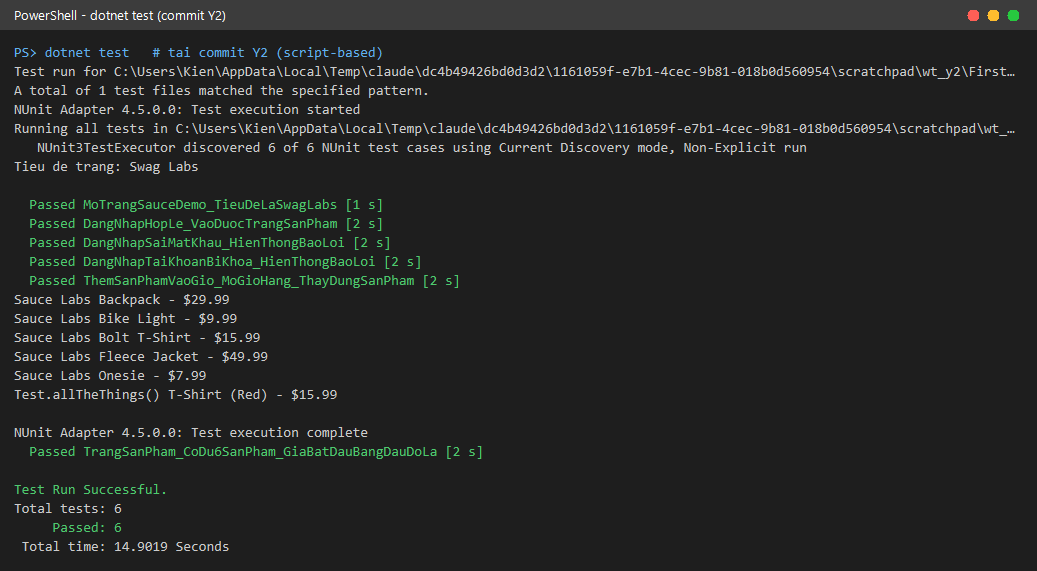 PowerShell - dotnet test (commit Y2)
PS> dotnet test   # tai commit Y2 (script-based)
Test run for C:\Users\Kien\AppData\Local\Temp\claude\dc4b49426bd0d3d2\1161059f-e7b1-4cec-9b81-018b0d560954\scratchpad\wt_y2\First…
A total of 1 test files matched the specified pattern.
NUnit Adapter 4.5.0.0: Test execution started
Running all tests in C:\Users\Kien\AppData\Local\Temp\claude\dc4b49426bd0d3d2\1161059f-e7b1-4cec-9b81-018b0d560954\scratchpad\wt_…
   NUnit3TestExecutor discovered 6 of 6 NUnit test cases using Current Discovery mode, Non-Explicit run
Tieu de trang: Swag Labs
  Passed MoTrangSauceDemo_TieuDeLaSwagLabs [1 s]
  Passed DangNhapHopLe_VaoDuocTrangSanPham [2 s]
  Passed DangNhapSaiMatKhau_HienThongBaoLoi [2 s]
  Passed DangNhapTaiKhoanBiKhoa_HienThongBaoLoi [2 s]
  Passed ThemSanPhamVaoGio_MoGioHang_ThayDungSanPham [2 s]
Sauce Labs Backpack - $29.99
Sauce Labs Bike Light - $9.99
Sauce Labs Bolt T-Shirt - $15.99
Sauce Labs Fleece Jacket - $49.99
Sauce Labs Onesie - $7.99
Test.allTheThings() T-Shirt (Red) - $15.99
NUnit Adapter 4.5.0.0: Test execution complete
  Passed TrangSanPham_CoDu6SanPham_GiaBatDauBangDauDoLa [2 s]
Test Run Successful.
Total tests: 6
     Passed: 6
 Total time: 14.9019 Seconds